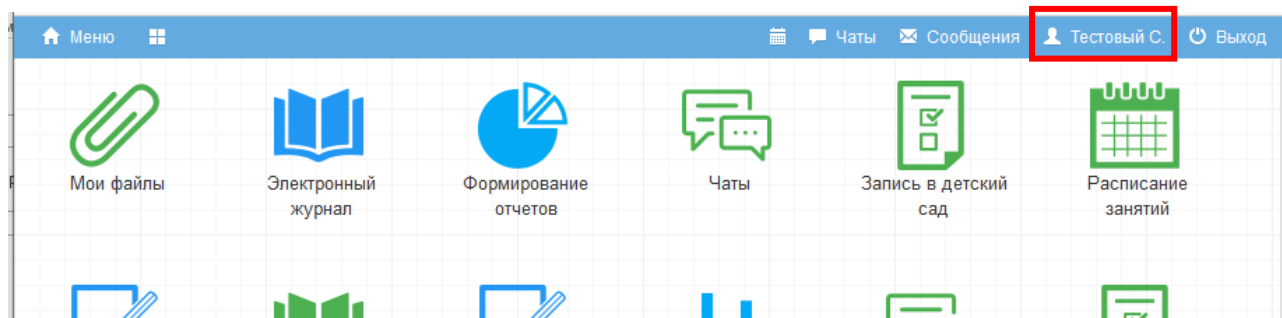 Меню
Чаты
Сообщения
Тестовый С.
Выход
Мои файлы
Электронный
журнал
Формирование
отчетов
Чаты
Запись в детский
сад
Расписание
занятий